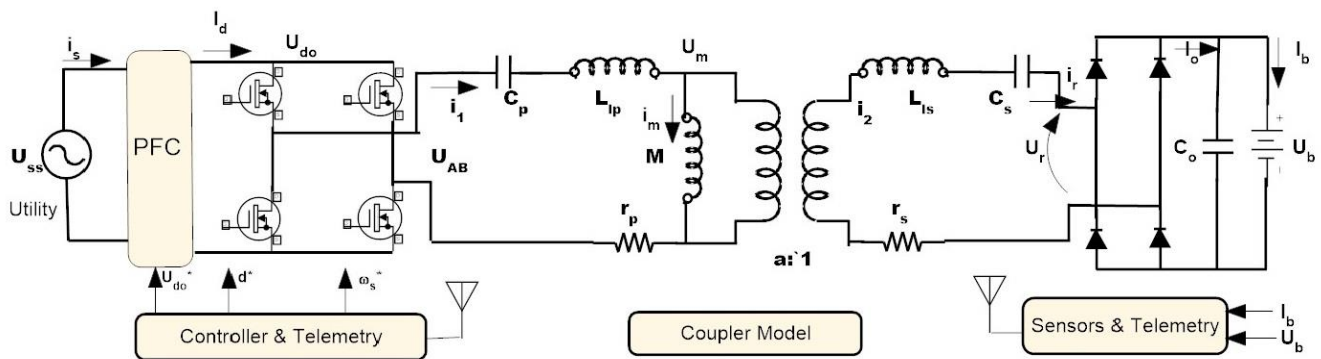 I_d
i_s
U_do
PFC
U_ss
Utility
i_1
C_p
L_lp
U_m
i_m
M
U_AB
r_p
a:`1
i_2
L_ls
C_s
i_r
U_r
r_s
I_o
C_o
I_b
+
-
U_b
U_do*
d*
ω_s*
Controller & Telemetry
Coupler Model
Sensors & Telemetry
I_b
U_b